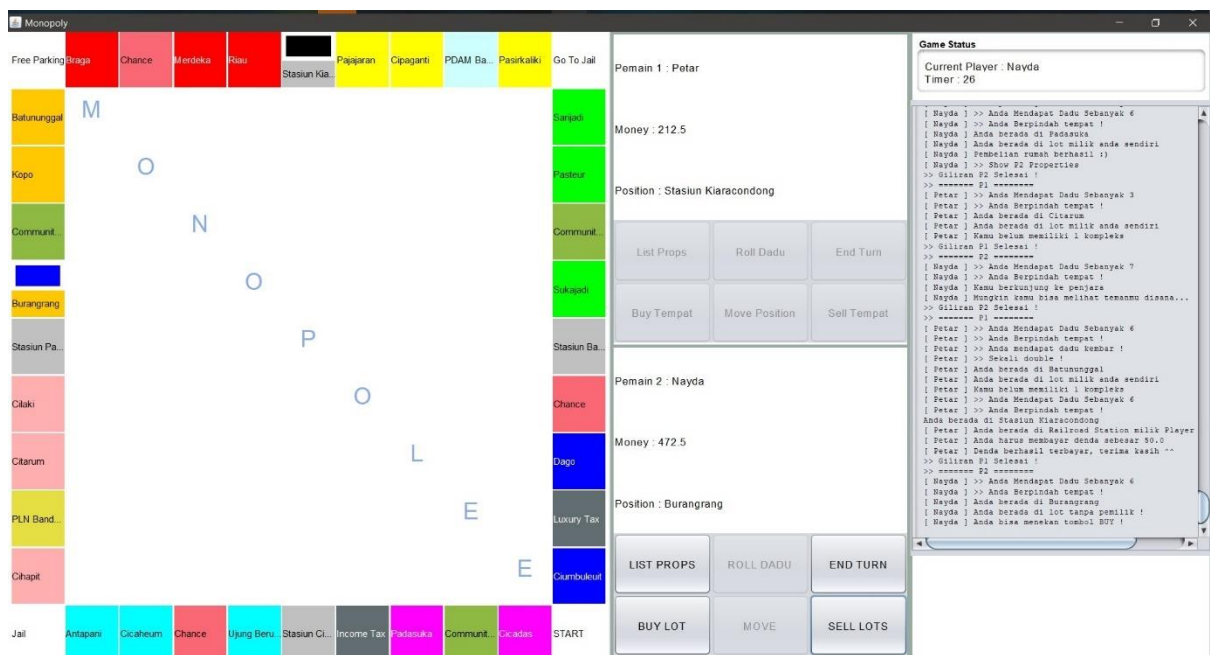 Monopoly
Free Parking
Braga
Chance
Merdeka
Riau
Stasiun Kia...
Pajajaran
Cipaganti
PDAM Ba...
Pasirkaliki
Go To Jail
Batununggal
Kopo
Communit...
Burangrang
Stasiun Pa...
Cilaki
Citarum
PLN Band...
Cihapit
M
O
N
O
P
O
L
E
E
Sarijadi
Pasteur
Communit...
Sukajadi
Stasiun Ba...
Chance
Dago
Luxury Tax
Ciumbuleuit
Jail
Antapani
Cicaheum
Chance
Ujung Beru...
Stasiun Ci...
Income Tax
Padasuka
Communit...
Cicadas
START
Pemain 1 : Petar
Money : 212.5
Position : Stasiun Kiaracondong
List Props
Roll Dadu
End Turn
Buy Tempat
Move Position
Sell Tempat
Pemain 2 : Nayda
Money : 472.5
Position : Burangrang
LIST PROPS
ROLL DADU
END TURN
BUY LOT
MOVE
SELL LOTS
Game Status
Current Player : Nayda
Timer : 26
[ Nayda ] >> Anda Mendapat Dadu Sebanyak 6
[ Nayda ] >> Anda Berpindah tempat !
[ Nayda ] Anda berada di Padasuka
[ Nayda ] Anda berada di lot milik anda sendiri
[ Nayda ] Pembelian rumah berhasil :)
[ Nayda ] >> Show P2 Properties
>> Giliran P2 Selesai !
>> ======= P1 ========
[ Petar ] >> Anda Mendapat Dadu Sebanyak 3
[ Petar ] >> Anda Berpindah tempat !
[ Petar ] Anda berada di Citarum
[ Petar ] Anda berada di lot milik anda sendiri
[ Petar ] Kamu belum memiliki 1 kompleks
>> Giliran P1 Selesai !
>> ======= P2 ========
[ Nayda ] >> Anda Mendapat Dadu Sebanyak 7
[ Nayda ] >> Anda Berpindah tempat !
[ Nayda ] Kamu berkunjung ke penjara
[ Nayda ] Mungkin kamu bisa melihat temanmu disana...
>> Giliran P2 Selesai !
>> ======= P1 ========
[ Petar ] >> Anda Mendapat Dadu Sebanyak 6
[ Petar ] >> Anda Berpindah tempat !
[ Petar ] >> Anda mendapat dadu kembar !
[ Petar ] >> Sekali double !
[ Petar ] Anda berada di Batununggal
[ Petar ] Anda berada di lot milik anda sendiri
[ Petar ] Kamu belum memiliki 1 kompleks
[ Petar ] >> Anda Mendapat Dadu Sebanyak 6
[ Petar ] >> Anda Berpindah tempat !
Anda berada di Stasiun Kiaracondong
[ Petar ] Anda berada di Railroad Station milik Player
[ Petar ] Anda harus membayar denda sebesar 50.0
[ Petar ] Denda berhasil terbayar, terima kasih ^^
>> Giliran P1 Selesai !
>> ======= P2 ========
[ Nayda ] >> Anda Mendapat Dadu Sebanyak 6
[ Nayda ] >> Anda Berpindah tempat !
[ Nayda ] Anda berada di Burangrang
[ Nayda ] Anda berada di lot tanpa pemilik !
[ Nayda ] Anda bisa menekan tombol BUY !